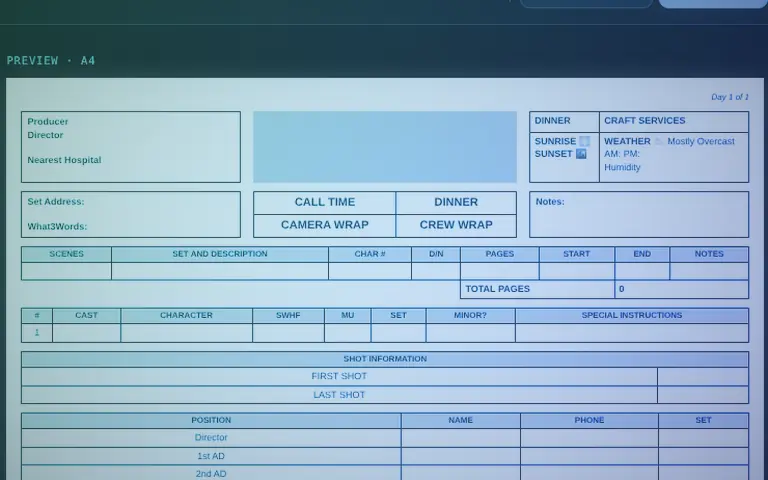 PREVIEW · A4
Day 1 of 1
Producer
Director
Nearest Hospital
DINNER CRAFT SERVICES
SUNRISE
SUNSET
WEATHER Mostly Overcast
AM: PM:
Humidity
Set Address:
What3Words:
CALL TIME DINNER
CAMERA WRAP CREW WRAP
Notes:
SCENES SET AND DESCRIPTION CHAR # D/N PAGES START END NOTES
TOTAL PAGES 0
# CAST CHARACTER SWHF MU SET MINOR? SPECIAL INSTRUCTIONS
1
SHOT INFORMATION
FIRST SHOT
LAST SHOT
POSITION NAME PHONE SET
Director
1st AD
2nd AD